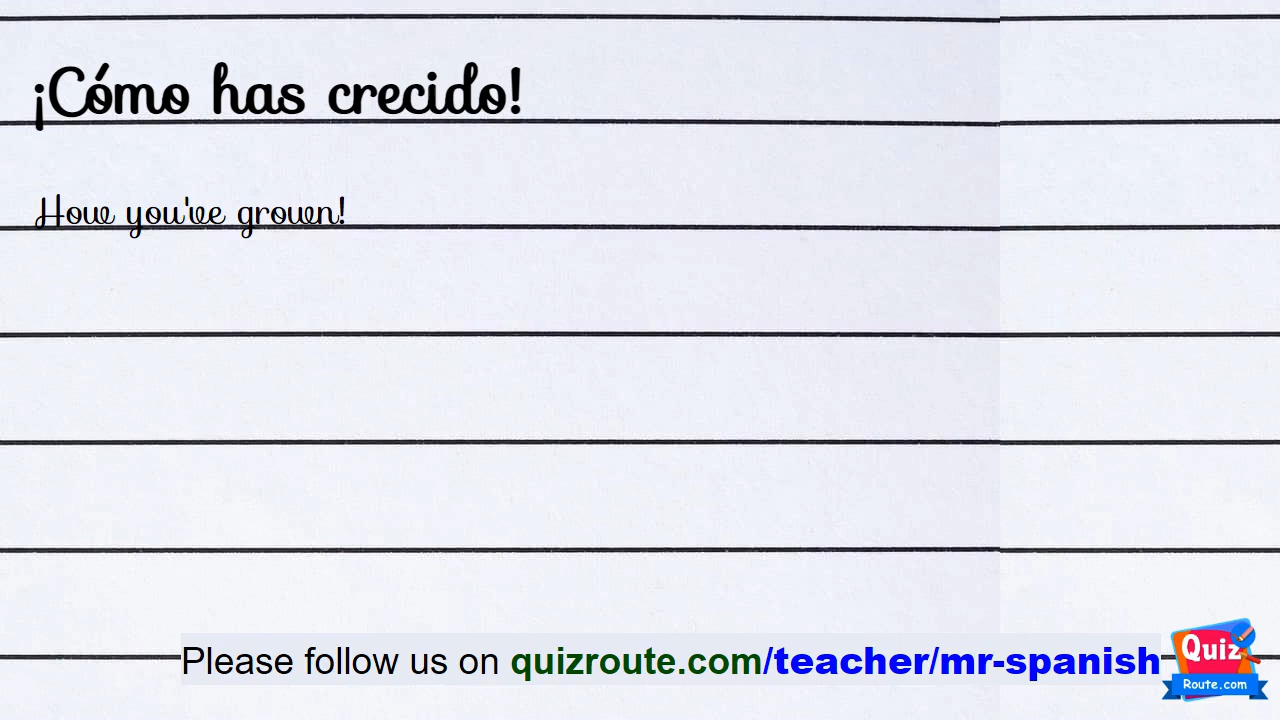 ¡Cómo has crecido!
How you've grown!
Please follow us on quizroute.com/teacher/mr-spanish
Quiz
Route.com